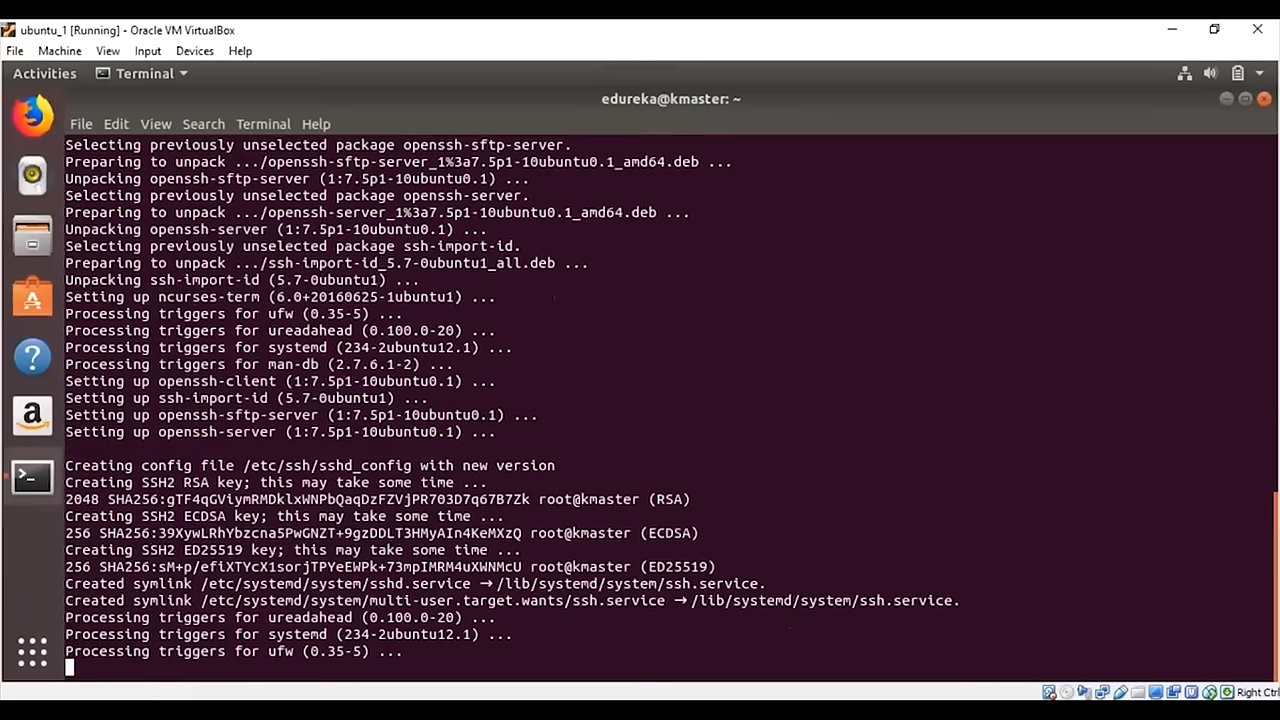 ubuntu_1 [Running] - Oracle VM VirtualBox
File Machine View Input Devices Help
Activities Terminal
edureka@kmaster: ~
File Edit View Search Terminal Help
Selecting previously unselected package openssh-sftp-server.
Preparing to unpack .../openssh-sftp-server_1%3a7.5p1-10ubuntu0.1_amd64.deb ...
Unpacking openssh-sftp-server (1:7.5p1-10ubuntu0.1) ...
Selecting previously unselected package openssh-server.
Preparing to unpack .../openssh-server_1%3a7.5p1-10ubuntu0.1_amd64.deb ...
Unpacking openssh-server (1:7.5p1-10ubuntu0.1) ...
Selecting previously unselected package ssh-import-id.
Preparing to unpack .../ssh-import-id_5.7-0ubuntu1_all.deb ...
Unpacking ssh-import-id (5.7-0ubuntu1) ...
Setting up ncurses-term (6.0+20160625-1ubuntu1) ...
Processing triggers for ufw (0.35-5) ...
Processing triggers for ureadahead (0.100.0-20) ...
Processing triggers for systemd (234-2ubuntu12.1) ...
Processing triggers for man-db (2.7.6.1-2) ...
Setting up openssh-client (1:7.5p1-10ubuntu0.1) ...
Setting up ssh-import-id (5.7-0ubuntu1) ...
Setting up openssh-sftp-server (1:7.5p1-10ubuntu0.1) ...
Setting up openssh-server (1:7.5p1-10ubuntu0.1) ...
Creating config file /etc/ssh/sshd_config with new version
Creating SSH2 RSA key; this may take some time ...
2048 SHA256:gTF4qGViymRMDklxWNPbQaqDzFZVjPR703D7q67B7Zk root@kmaster (RSA)
Creating SSH2 ECDSA key; this may take some time ...
256 SHA256:39XywLRhYbzcna5PwGNZT+9gzDDLT3HMyAIn4KeMXzQ root@kmaster (ECDSA)
Creating SSH2 ED25519 key; this may take some time ...
256 SHA256:sM+p/efiXTYcX1sorjTPYeEWPk+73mpIMRM4uXWNMcU root@kmaster (ED25519)
Created symlink /etc/systemd/system/sshd.service → /lib/systemd/system/ssh.service.
Created symlink /etc/systemd/system/multi-user.target.wants/ssh.service → /lib/systemd/system/ssh.service.
Processing triggers for ureadahead (0.100.0-20) ...
Processing triggers for systemd (234-2ubuntu12.1) ...
Processing triggers for ufw (0.35-5) ...
Right Ctrl